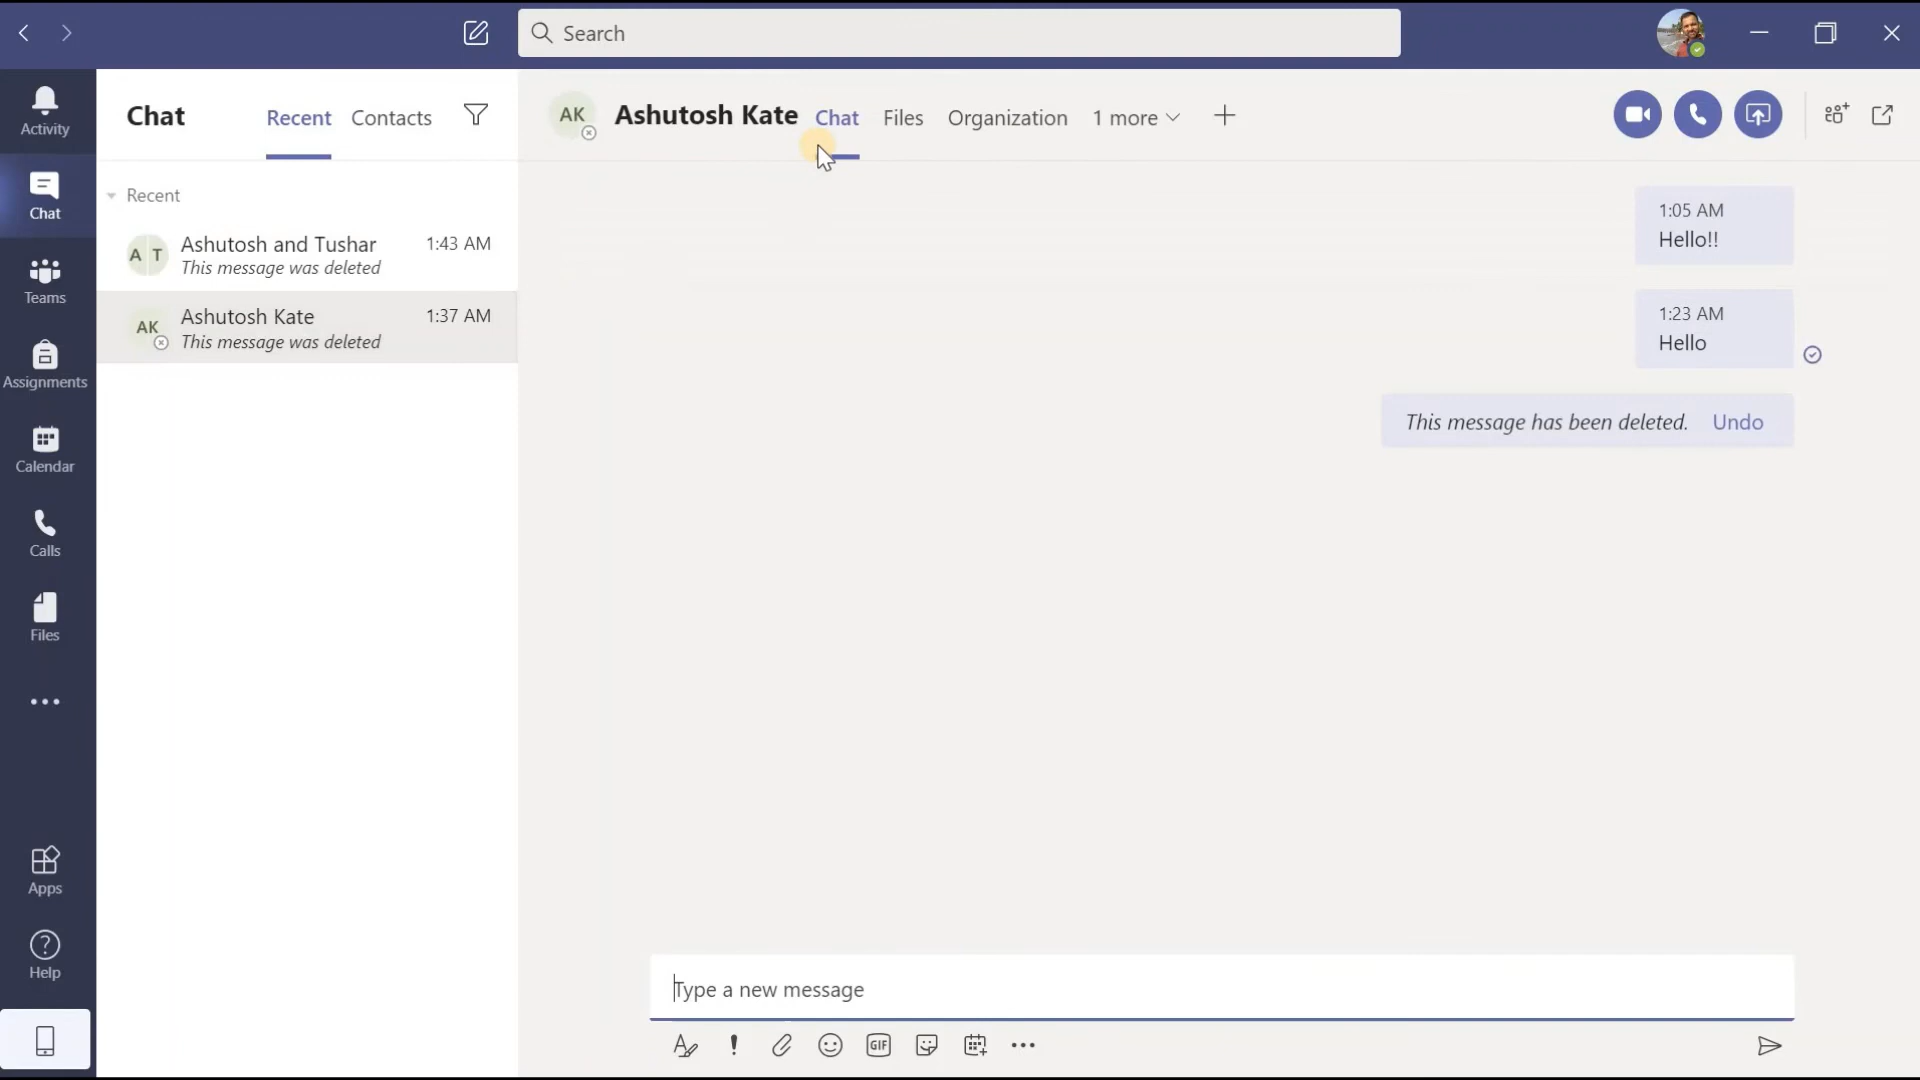 Search
Activity
Chat
Teams
Assignments
Calendar
Calls
Files
Apps
Help
Chat Recent Contacts
Recent
A T Ashutosh and Tushar 1:43 AM
This message was deleted
AK Ashutosh Kate 1:37 AM
This message was deleted
AK Ashutosh Kate Chat Files Organization 1 more
1:05 AM
Hello!!
1:23 AM
Hello
This message has been deleted. Undo
Type a new message
GIF